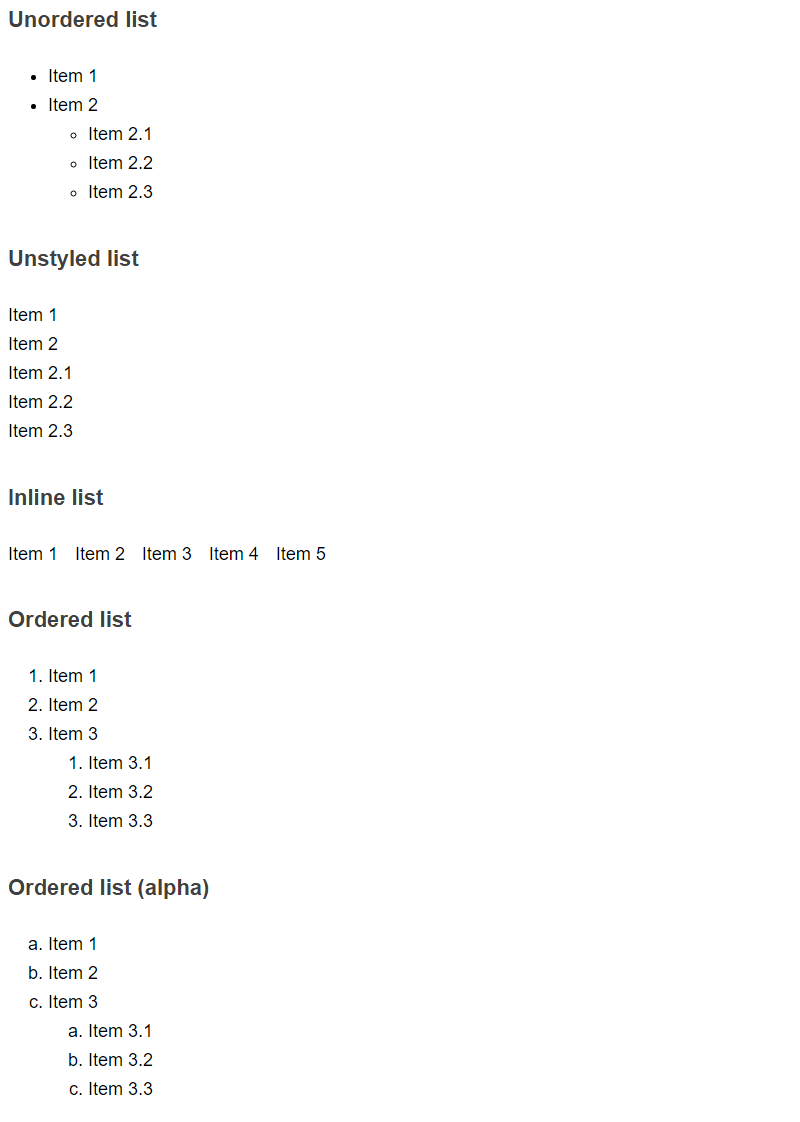 Unordered list
• Item 1
• Item 2
◦ Item 2.1
◦ Item 2.2
◦ Item 2.3
Unstyled list
Item 1
Item 2
Item 2.1
Item 2.2
Item 2.3
Inline list
Item 1 Item 2 Item 3 Item 4 Item 5
Ordered list
1. Item 1
2. Item 2
3. Item 3
1. Item 3.1
2. Item 3.2
3. Item 3.3
Ordered list (alpha)
a. Item 1
b. Item 2
c. Item 3
a. Item 3.1
b. Item 3.2
c. Item 3.3